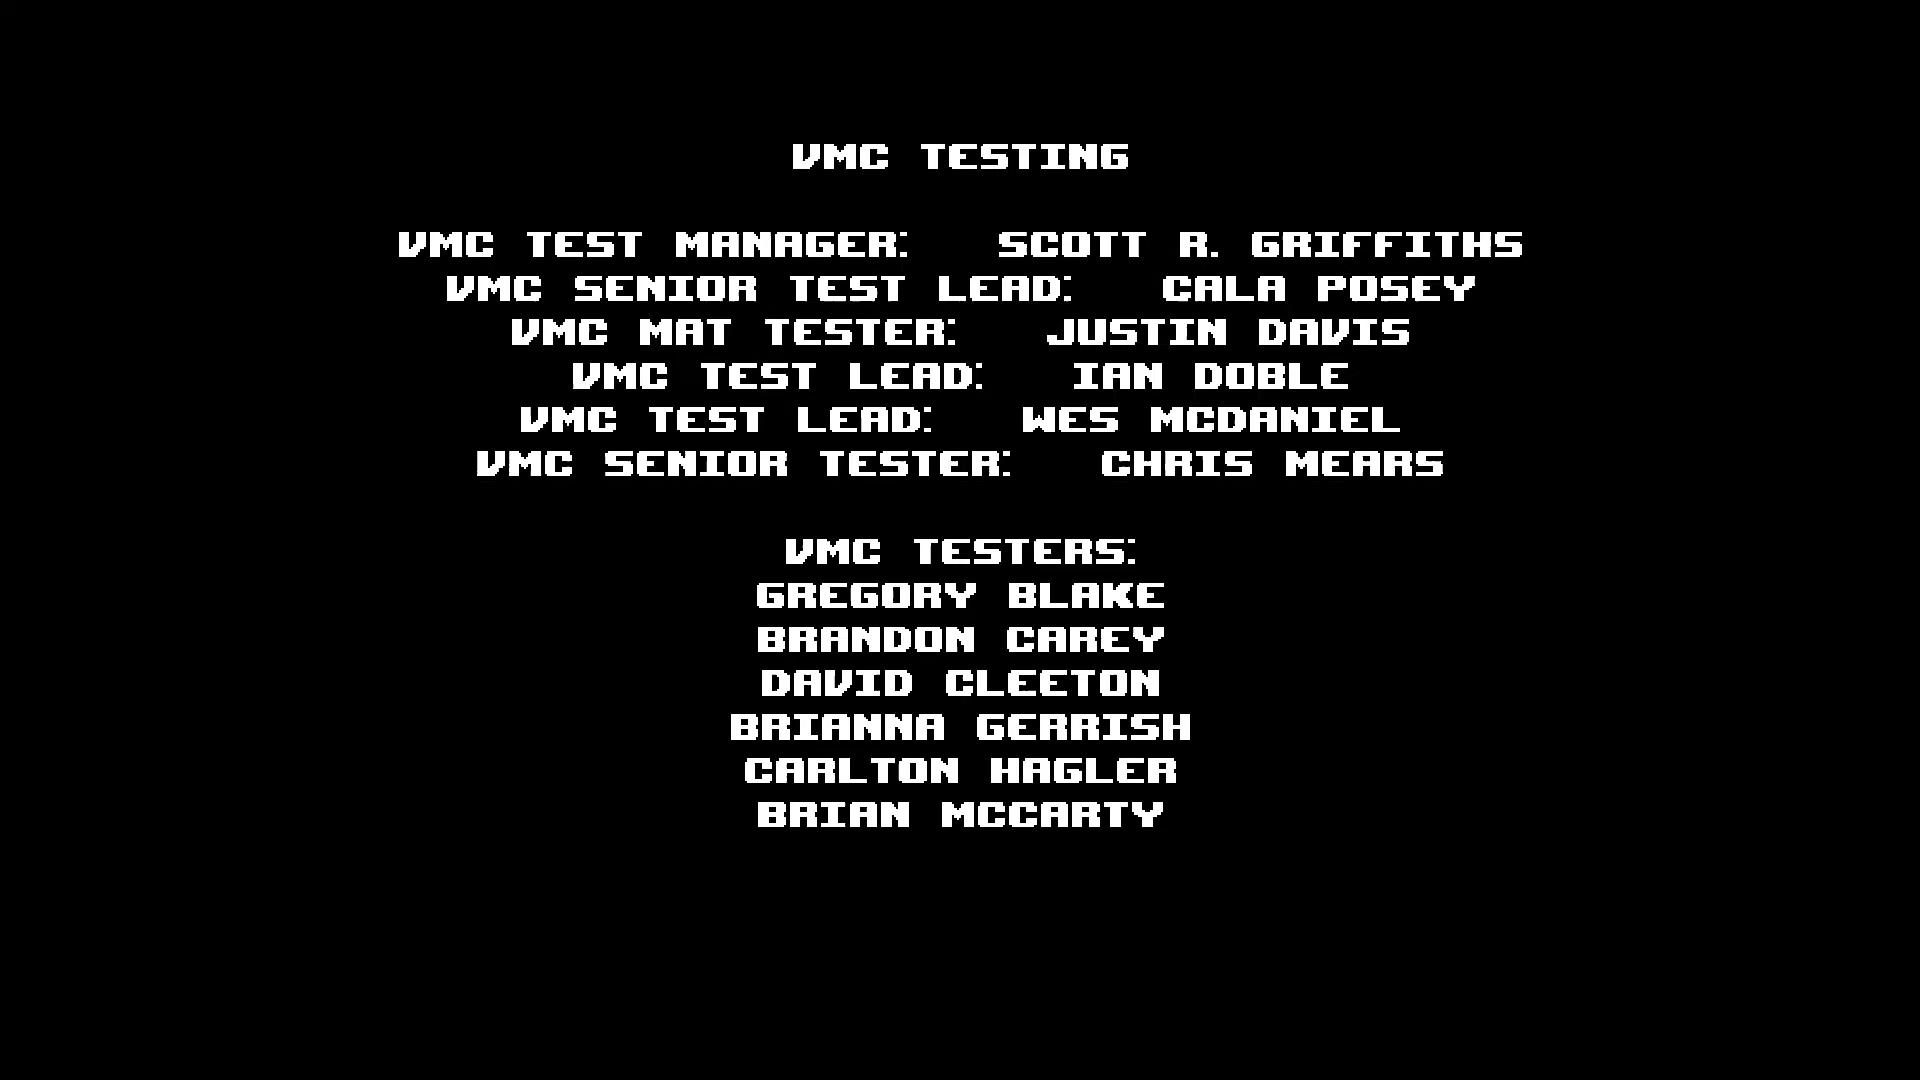 VMC TESTING
VMC TEST MANAGER: SCOTT R. GRIFFITHS
VMC SENIOR TEST LEAD: CALA POSEY
VMC MAT TESTER: JUSTIN DAVIS
VMC TEST LEAD: IAN DOBLE
VMC TEST LEAD: WES MCDANIEL
VMC SENIOR TESTER: CHRIS MEARS
VMC TESTERS:
GREGORY BLAKE
BRANDON CAREY
DAVID CLEETON
BRIANNA GERRISH
CARLTON HAGLER
BRIAN MCCARTY